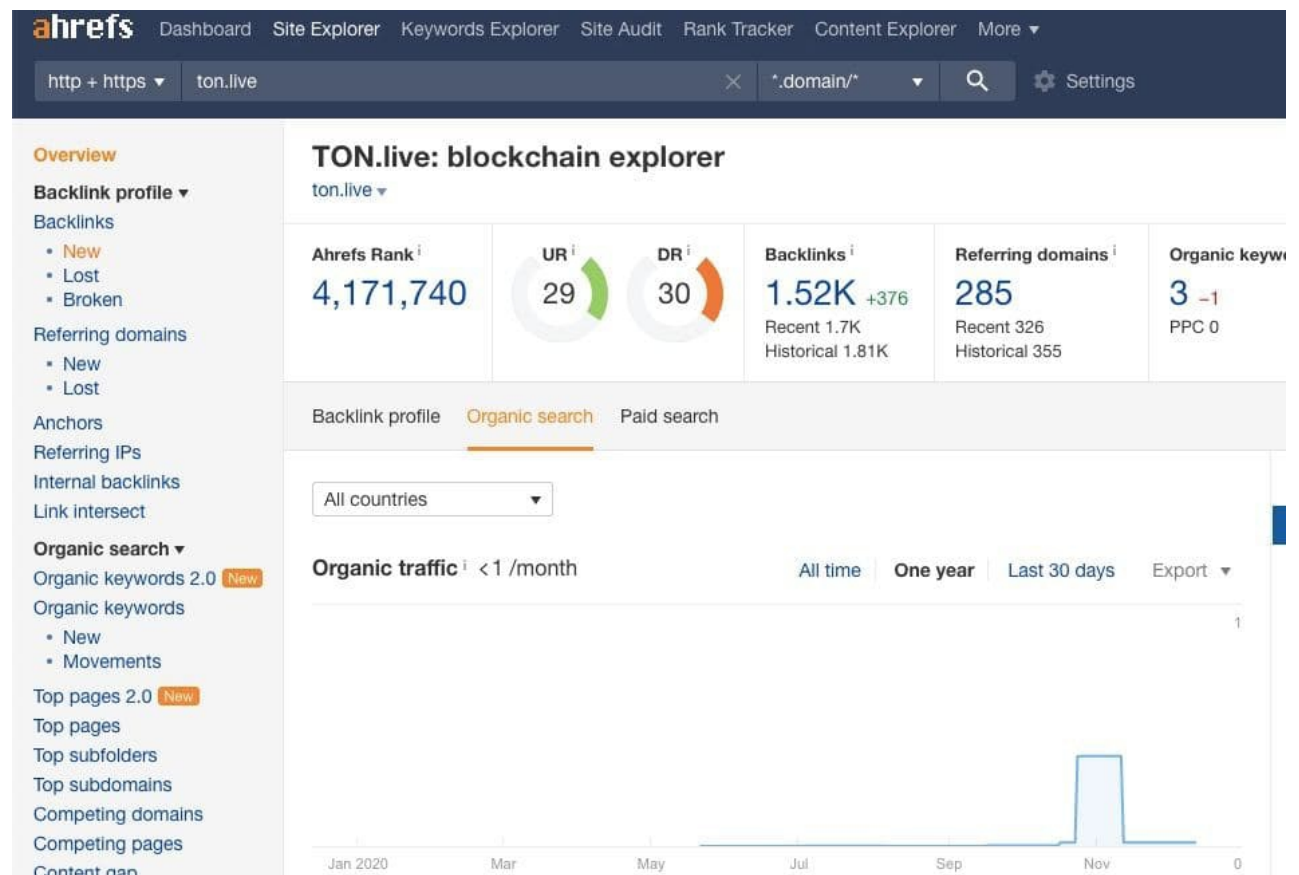 ahrefs Dashboard Site Explorer Keywords Explorer Site Audit Rank Tracker Content Explorer More ▾
http + https ▾ ton.live × *.domain/* ▾ Settings
Overview
Backlink profile ▾
Backlinks
• New
• Lost
• Broken
Referring domains
• New
• Lost
Anchors
Referring IPs
Internal backlinks
Link intersect
Organic search ▾
Organic keywords 2.0 New
Organic keywords
• New
• Movements
Top pages 2.0 New
Top pages
Top subfolders
Top subdomains
Competing domains
Competing pages
Content gap
TON.live: blockchain explorer
ton.live ▾
Ahrefs Rank i
4,171,740
UR i
29
DR i
30
Backlinks i
1.52K +376
Recent 1.7K
Historical 1.81K
Referring domains i
285
Recent 326
Historical 355
Organic keyw
3 −1
PPC 0
Backlink profile Organic search Paid search
All countries ▾
Organic traffic i <1 /month All time One year Last 30 days Export ▾
1
Jan 2020 Mar May Jul Sep Nov 0